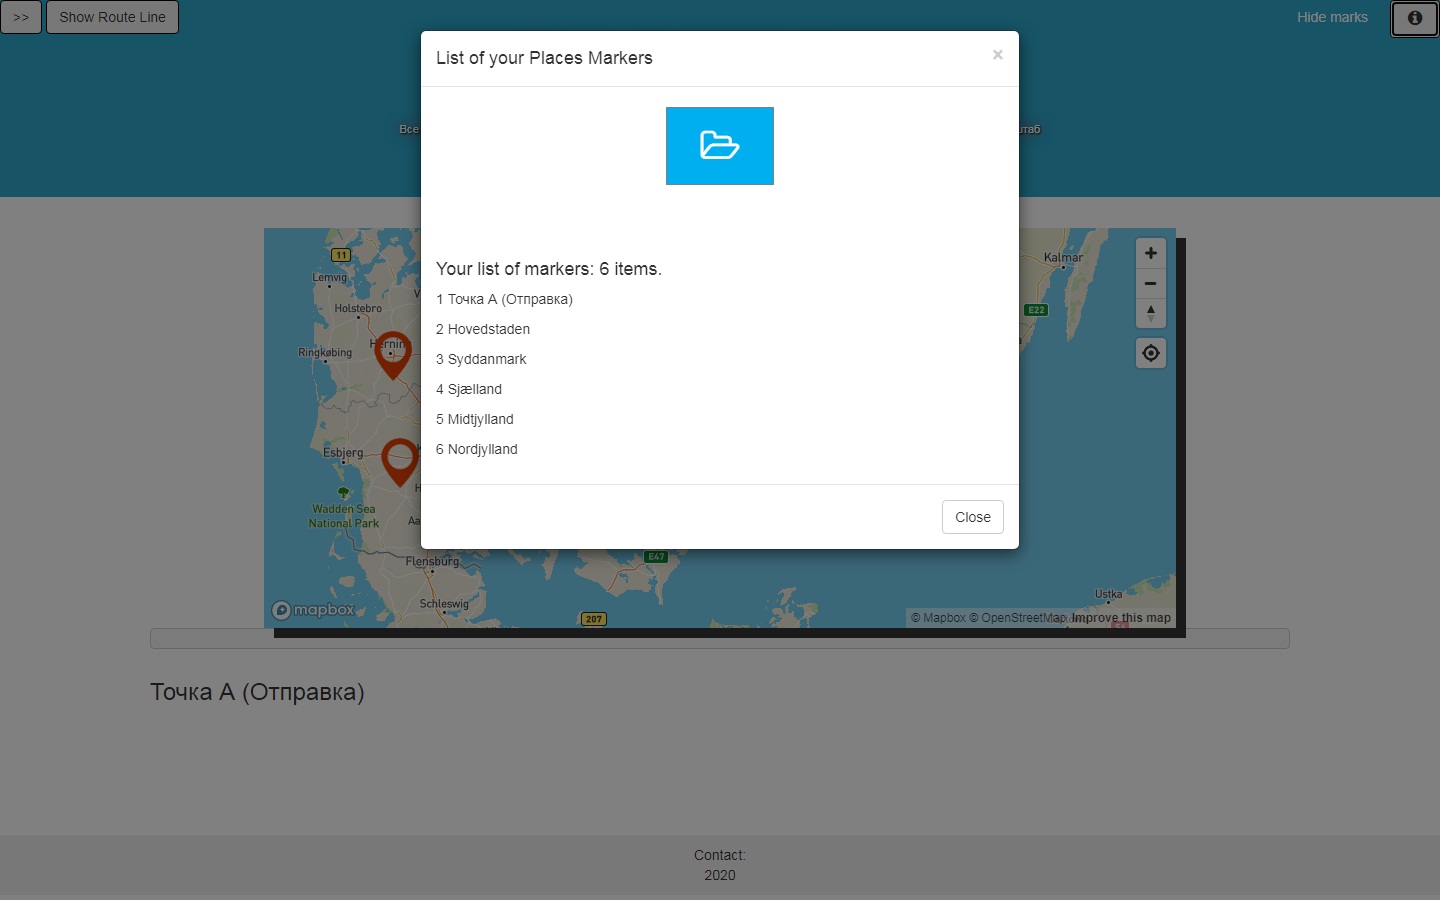 >>
Show Route Line
Hide marks
List of your Places Markers
×
Все
Your list of markers: 6 items.
1 Точка А (Отправка)
2 Hovedstaden
3 Syddanmark
4 Sjælland
5 Midtjylland
6 Nordjylland
Close
11
Lemvig
Holstebro
Ringkøbing
Esbjerg
Wadden Sea
National Park
Flensburg
Schleswig
mapbox
207
E47
Kalmar
E22
Ustka
© Mapbox © OpenStreetMap Improve this map
Точка А (Отправка)
Contact:
2020